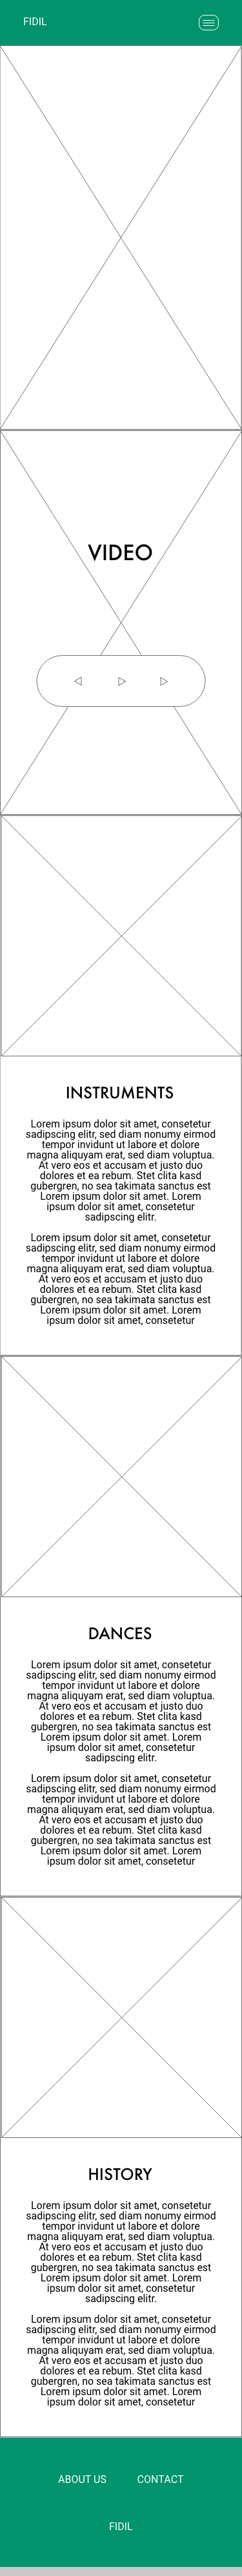 FIDIL
VIDEO
INSTRUMENTS
Lorem ipsum dolor sit amet, consetetur
sadipscing elitr, sed diam nonumy eirmod
tempor invidunt ut labore et dolore
magna aliquyam erat, sed diam voluptua.
At vero eos et accusam et justo duo
dolores et ea rebum. Stet clita kasd
gubergren, no sea takimata sanctus est
Lorem ipsum dolor sit amet. Lorem
ipsum dolor sit amet, consetetur
sadipscing elitr.
Lorem ipsum dolor sit amet, consetetur
sadipscing elitr, sed diam nonumy eirmod
tempor invidunt ut labore et dolore
magna aliquyam erat, sed diam voluptua.
At vero eos et accusam et justo duo
dolores et ea rebum. Stet clita kasd
gubergren, no sea takimata sanctus est
Lorem ipsum dolor sit amet. Lorem
ipsum dolor sit amet, consetetur
DANCES
Lorem ipsum dolor sit amet, consetetur
sadipscing elitr, sed diam nonumy eirmod
tempor invidunt ut labore et dolore
magna aliquyam erat, sed diam voluptua.
At vero eos et accusam et justo duo
dolores et ea rebum. Stet clita kasd
gubergren, no sea takimata sanctus est
Lorem ipsum dolor sit amet. Lorem
ipsum dolor sit amet, consetetur
sadipscing elitr.
Lorem ipsum dolor sit amet, consetetur
sadipscing elitr, sed diam nonumy eirmod
tempor invidunt ut labore et dolore
magna aliquyam erat, sed diam voluptua.
At vero eos et accusam et justo duo
dolores et ea rebum. Stet clita kasd
gubergren, no sea takimata sanctus est
Lorem ipsum dolor sit amet. Lorem
ipsum dolor sit amet, consetetur
HISTORY
Lorem ipsum dolor sit amet, consetetur
sadipscing elitr, sed diam nonumy eirmod
tempor invidunt ut labore et dolore
magna aliquyam erat, sed diam voluptua.
At vero eos et accusam et justo duo
dolores et ea rebum. Stet clita kasd
gubergren, no sea takimata sanctus est
Lorem ipsum dolor sit amet. Lorem
ipsum dolor sit amet, consetetur
sadipscing elitr.
Lorem ipsum dolor sit amet, consetetur
sadipscing elitr, sed diam nonumy eirmod
tempor invidunt ut labore et dolore
magna aliquyam erat, sed diam voluptua.
At vero eos et accusam et justo duo
dolores et ea rebum. Stet clita kasd
gubergren, no sea takimata sanctus est
Lorem ipsum dolor sit amet. Lorem
ipsum dolor sit amet, consetetur
ABOUT US CONTACT
FIDIL